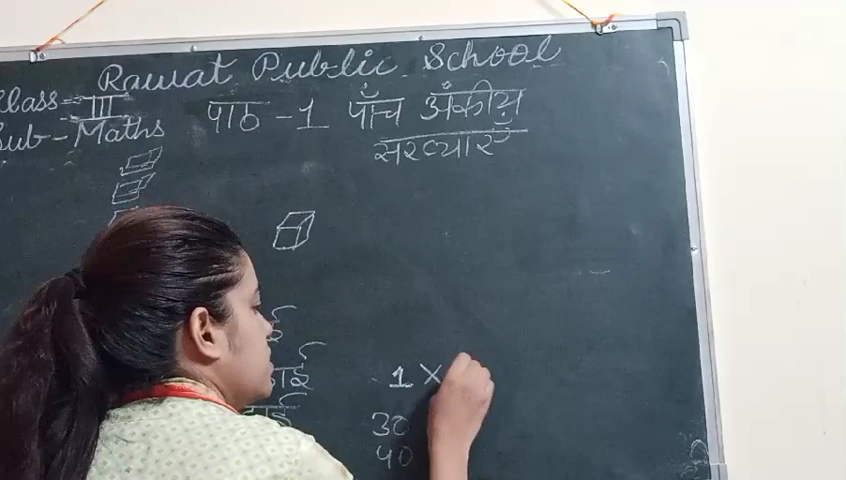 Rawat Public School
Class - III
Sub - Maths
पाठ - 1 पाँच अंकीय
संख्याएँ
1 ×
30
40